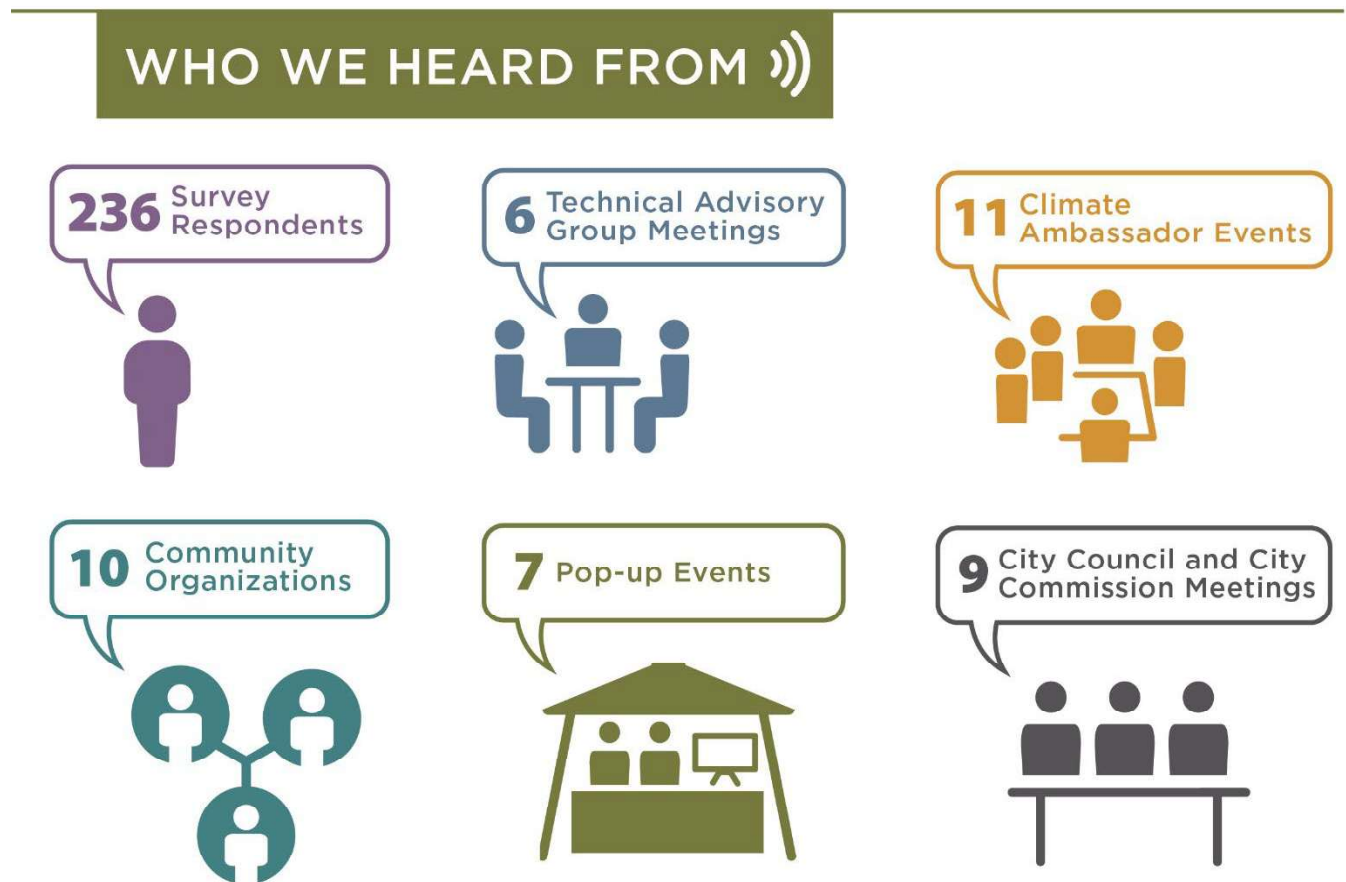 WHO WE HEARD FROM
236 Survey
Respondents
6 Technical Advisory
Group Meetings
11 Climate
Ambassador Events
10 Community
Organizations
7 Pop-up Events
9 City Council and City
Commission Meetings